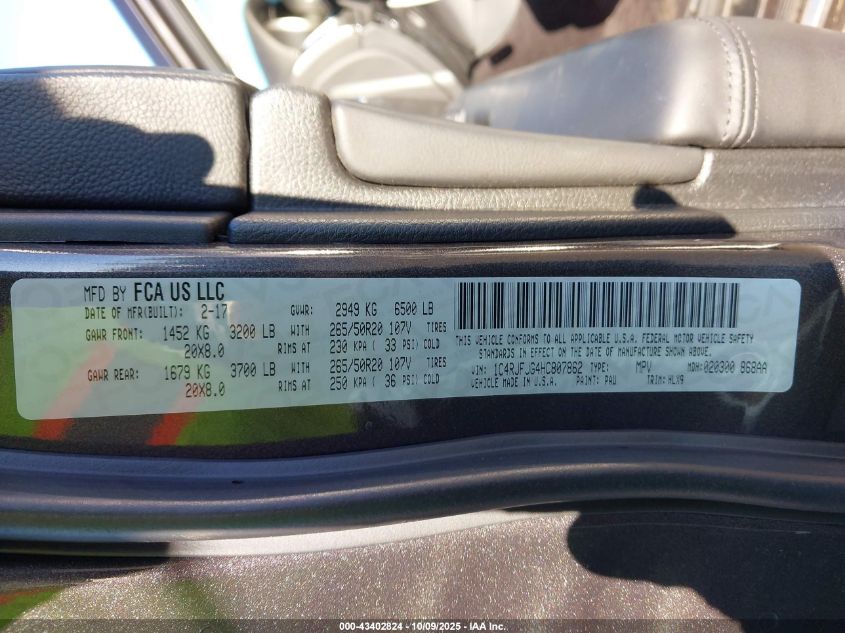 MFD BY FCA US LLC
DATE OF MFR(BUILT): 2-17 GVWR: 2949 KG 6500 LB
GAWR FRONT: 1452 KG 3200 LB WITH 265/50R20 107V TIRES
20X8.0 RIMS AT 230 KPA ( 33 PSI) COLD
GAWR REAR: 1679 KG 3700 LB WITH 265/50R20 107V TIRES
20X8.0 RIMS AT 250 KPA ( 36 PSI) COLD
THIS VEHICLE CONFORMS TO ALL APPLICABLE U.S.A. FEDERAL MOTOR VEHICLE SAFETY
STANDARDS IN EFFECT ON THE DATE OF MANUFACTURE SHOWN ABOVE.
VIN: 1C4RJFJG4HC807862 TYPE: MPV MDH: 020300 868AA
VEHICLE MADE IN U.S.A. PAINT: PAU TRIM: HLX9
000-43402824 - 10/09/2025 - IAA Inc.